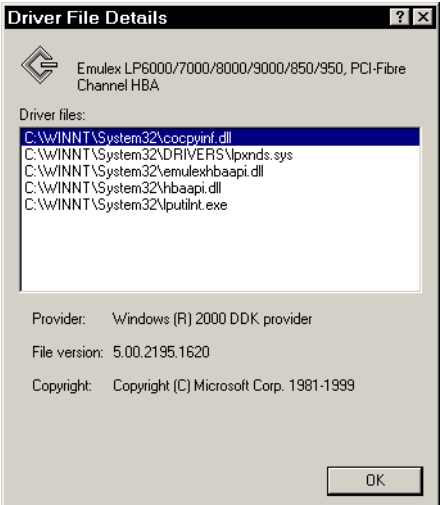 Driver File Details
Emulex LP6000/7000/8000/9000/850/950, PCI-Fibre
Channel HBA
Driver files:
C:\WINNT\System32\cocpyinf.dll
C:\WINNT\System32\DRIVERS\lpxnds.sys
C:\WINNT\System32\emulexhbaapi.dll
C:\WINNT\System32\hbaapi.dll
C:\WINNT\System32\lputilnt.exe
Provider: Windows (R) 2000 DDK provider
File version: 5.00.2195.1620
Copyright: Copyright (C) Microsoft Corp. 1981-1999
OK